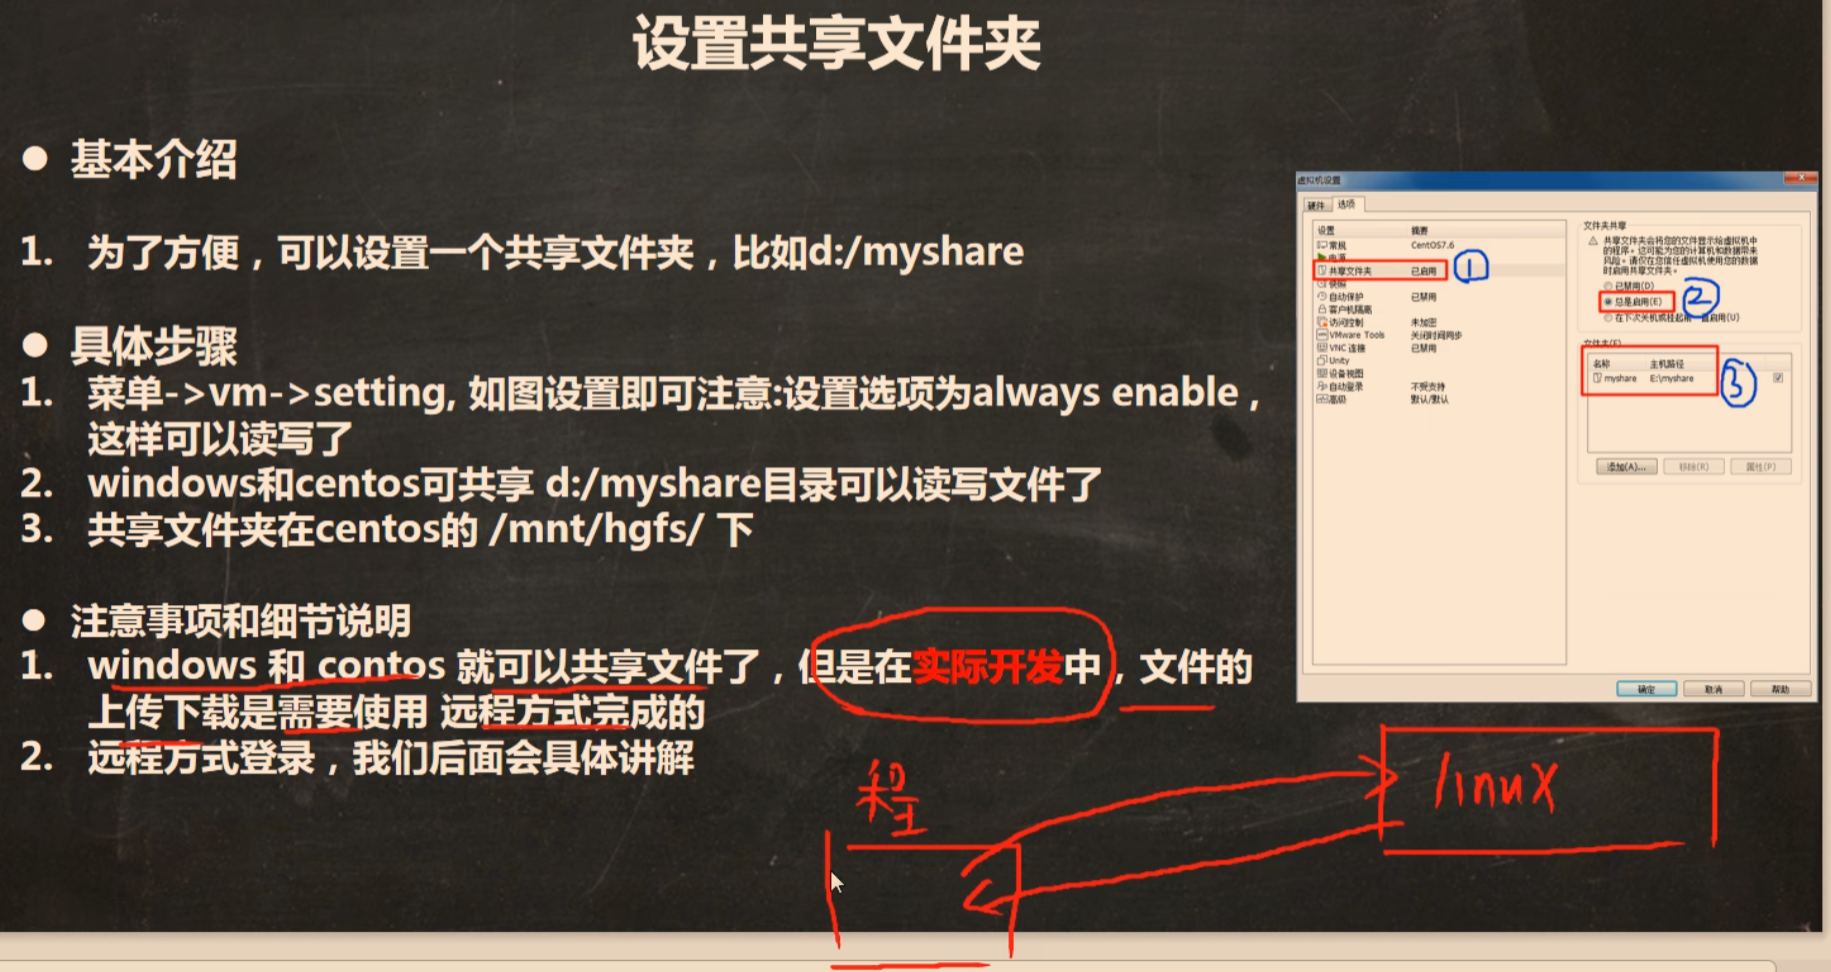 设置共享文件夹
● 基本介绍
1. 为了方便，可以设置一个共享文件夹，比如d:/myshare
● 具体步骤
1. 菜单->vm->setting, 如图设置即可注意:设置选项为always enable，
这样可以读写了
2. windows和centos可共享 d:/myshare目录可以读写文件了
3. 共享文件夹在centos的 /mnt/hgfs/ 下
● 注意事项和细节说明
1. windows 和 contos 就可以共享文件了，但是在实际开发中，文件的
上传下载是需要使用 远程方式完成的
2. 远程方式登录，我们后面会具体讲解
虚拟机设置
硬件 选项
设置 摘要
常规 CentOS7.6
电源
共享文件夹 已启用
快照
自动保护 已禁用
客户机隔离
访问控制 未加密
VMware Tools 关闭时间同步
VNC 连接 已禁用
Unity
设备视图
自动登录 不受支持
高级 默认/默认
①
文件夹共享
共享文件夹会将您的文件显示给虚拟机中
的程序。这可能为您的计算机和数据带来
风险。请仅在您信任虚拟机使用您的数据
时启用共享文件夹。
已禁用(D)
总是启用(E)
②
在下次关机或挂起前一直启用(U)
文件夹(F)
名称 主机路径
myshare E:\myshare
③
添加(A)... 移除(R) 属性(P)
确定 取消 帮助
程
linux